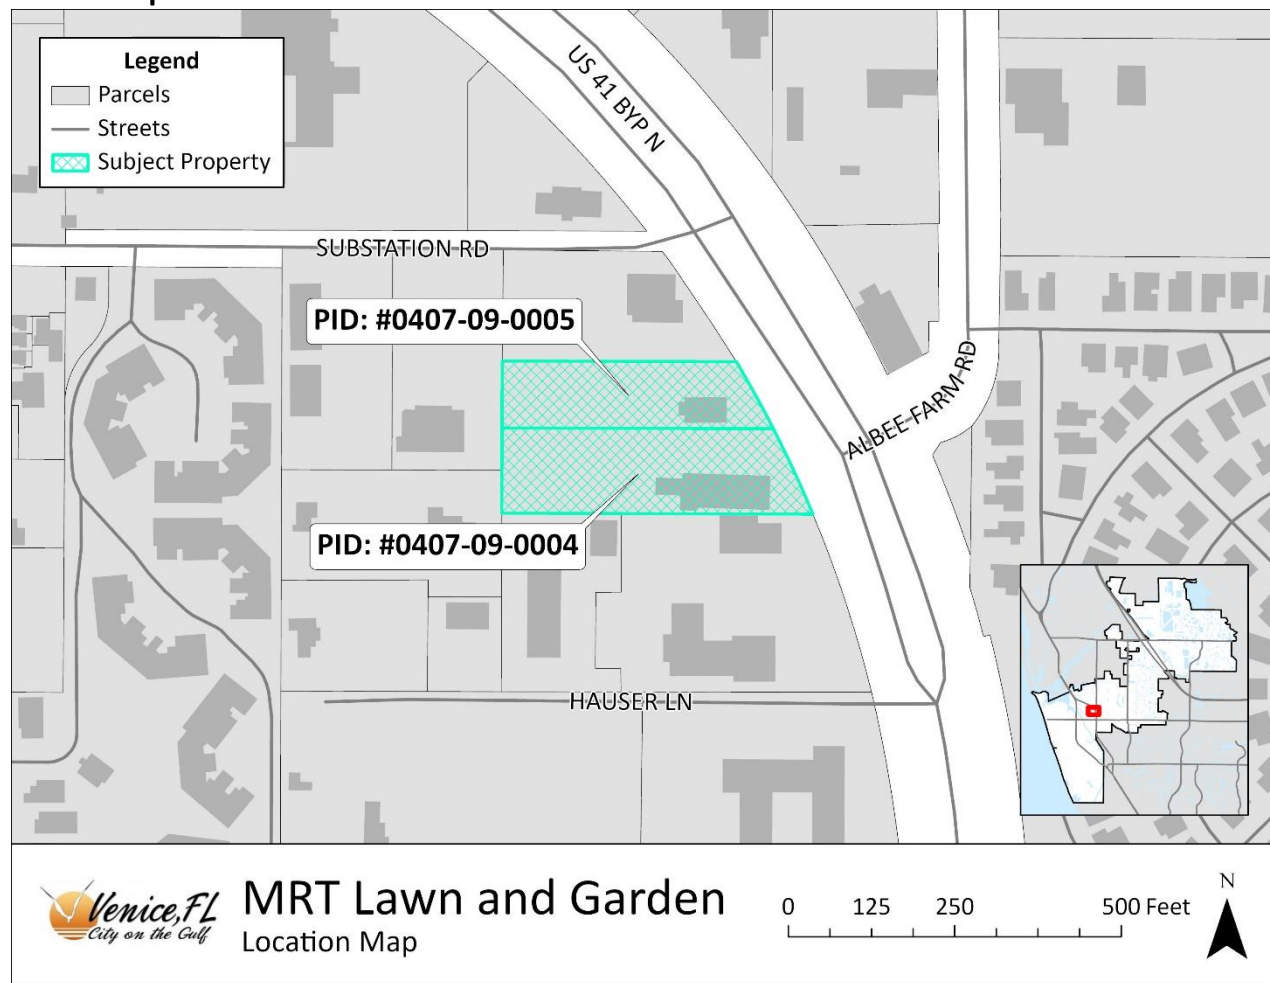 Legend
Parcels
Streets
Subject Property
US 41 BYP N
SUBSTATION RD
PID: #0407-09-0005
ALBEE FARM RD
PID: #0407-09-0004
HAUSER LN
Venice, FL
City on the Gulf
MRT Lawn and Garden
Location Map
0 125 250 500 Feet
N